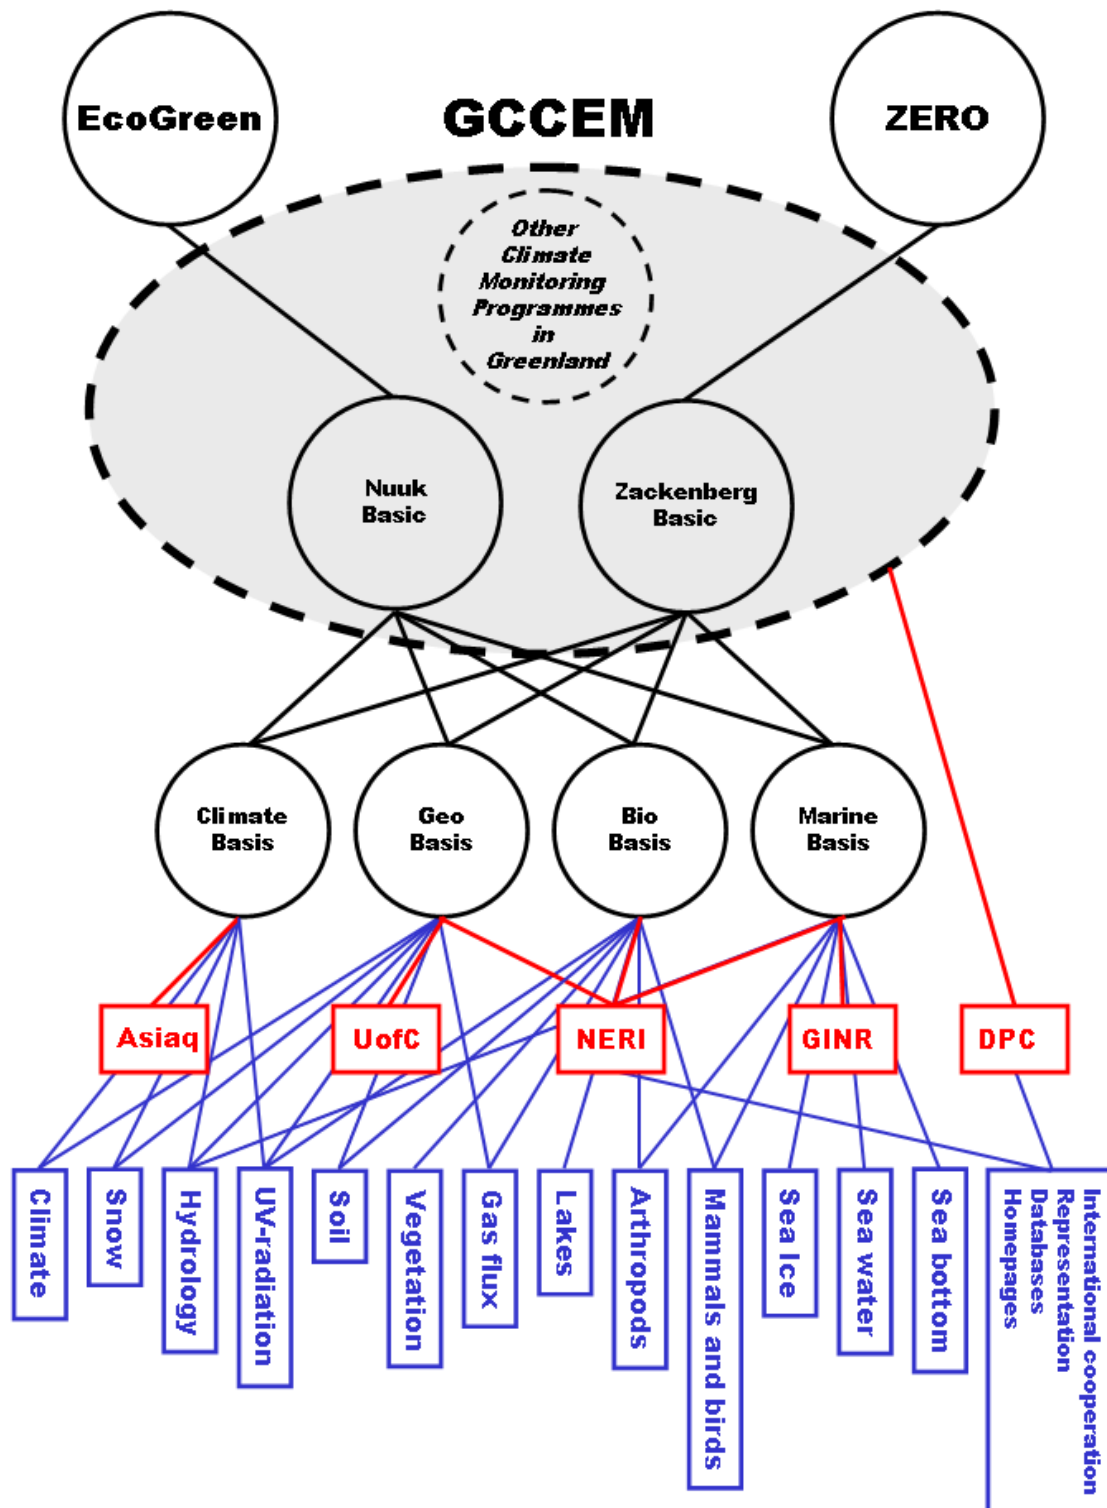 EcoGreen
GCCEM
ZERO
Other
Climate
Monitoring
Programmes
in
Greenland
Nuuk
Basic
Zackenberg
Basic
Climate
Basis
Geo
Basis
Bio
Basis
Marine
Basis
Asiaq
UofC
NERI
GINR
DPC
Climate
Snow
Hydrology
UV-radiation
Soil
Vegetation
Gas flux
Lakes
Arthropods
Mammals and birds
Sea Ice
Sea water
Sea bottom
International cooperation
Representation
Databases
Homepages